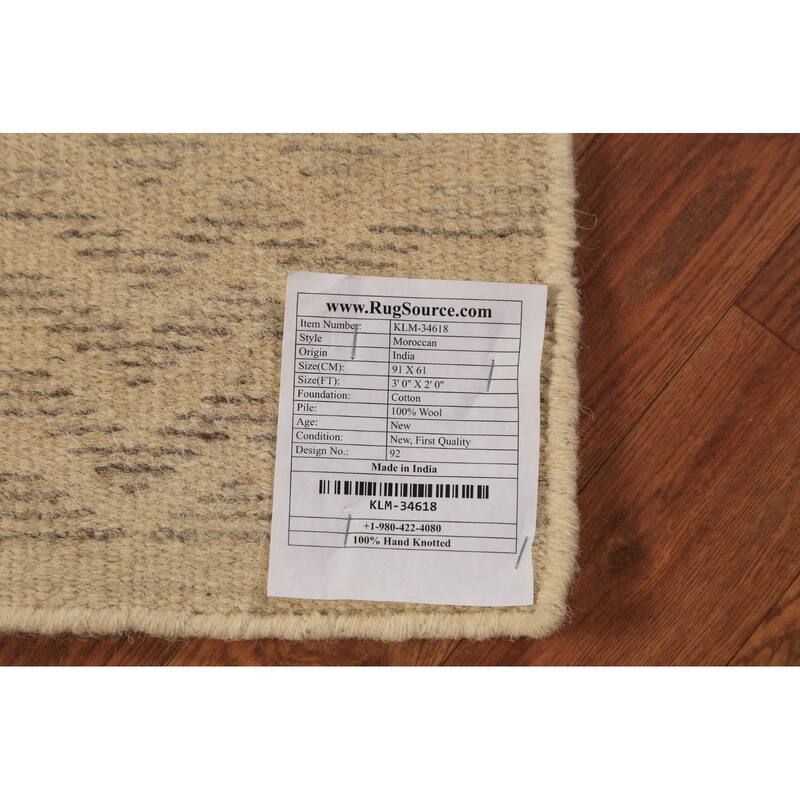 www.RugSource.com
Item Number: KLM-34618
Style Moroccan
Origin India
Size(CM): 91 X 61
Size(FT): 3' 0" X 2' 0"
Foundation: Cotton
Pile: 100% Wool
Age: New
Condition: New, First Quality
Design No.: 92
Made in India
KLM-34618
+1-980-422-4080
100% Hand Knotted